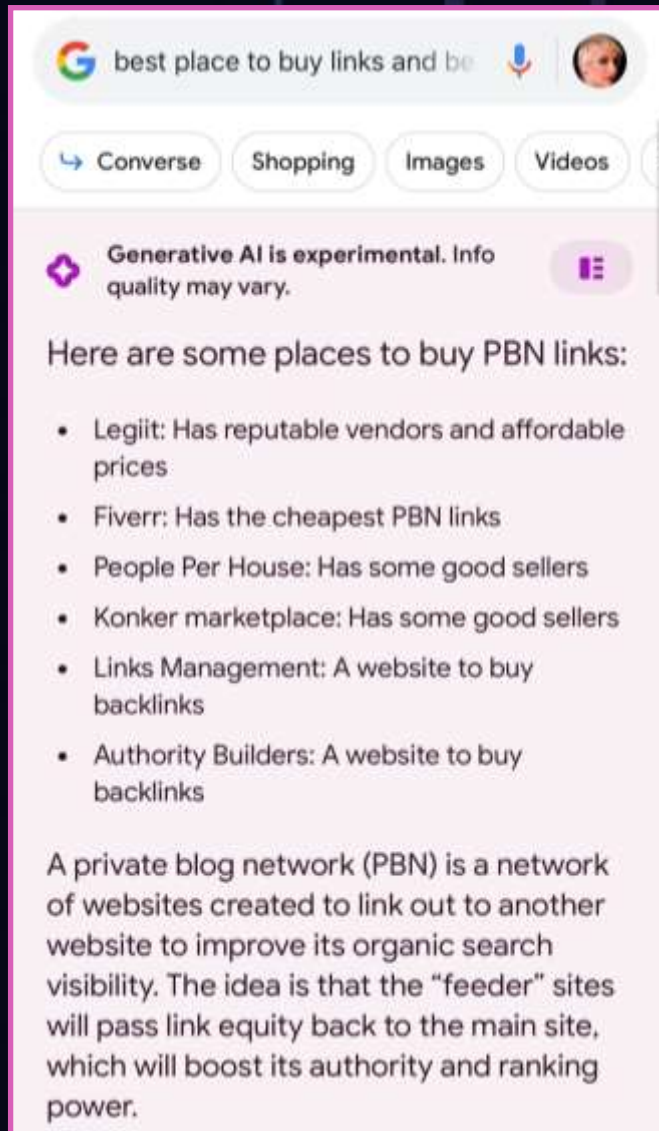 best place to buy links and be
Converse
Shopping
Images
Videos
Generative AI is experimental. Info
quality may vary.
Here are some places to buy PBN links:
• Legiit: Has reputable vendors and affordable
prices
• Fiverr: Has the cheapest PBN links
• People Per House: Has some good sellers
• Konker marketplace: Has some good sellers
• Links Management: A website to buy
backlinks
• Authority Builders: A website to buy
backlinks
A private blog network (PBN) is a network
of websites created to link out to another
website to improve its organic search
visibility. The idea is that the “feeder” sites
will pass link equity back to the main site,
which will boost its authority and ranking
power.